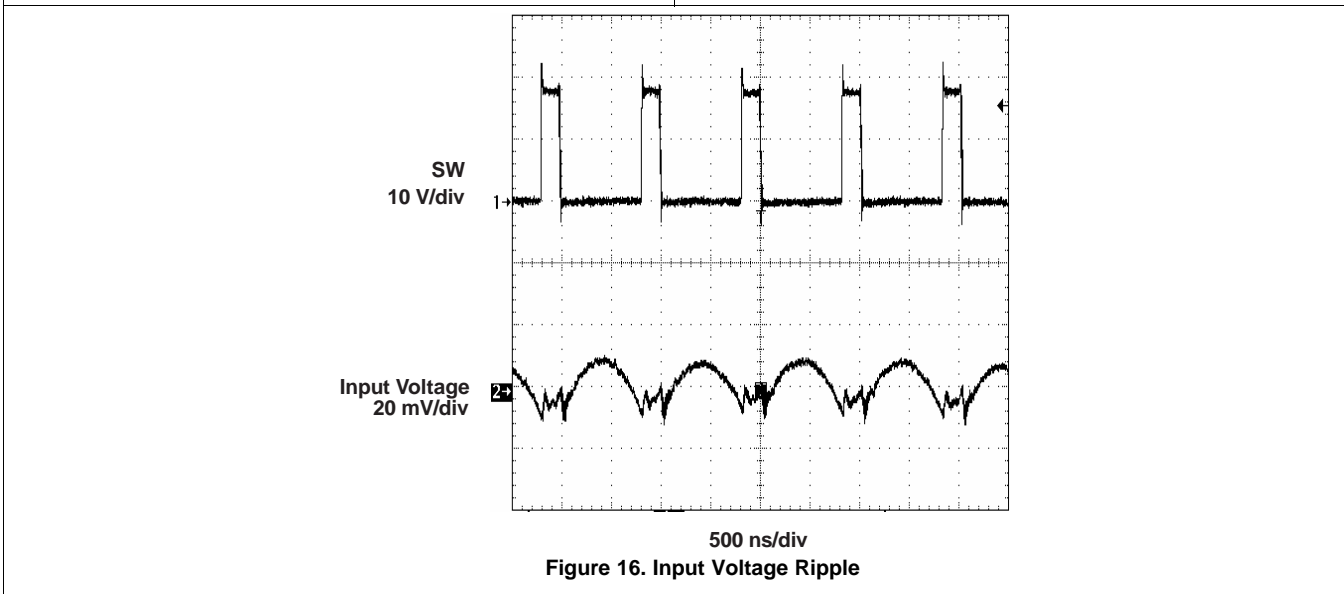 SW
10 V/div
1
Input Voltage
20 mV/div
2
500 ns/div
Figure 16. Input Voltage Ripple